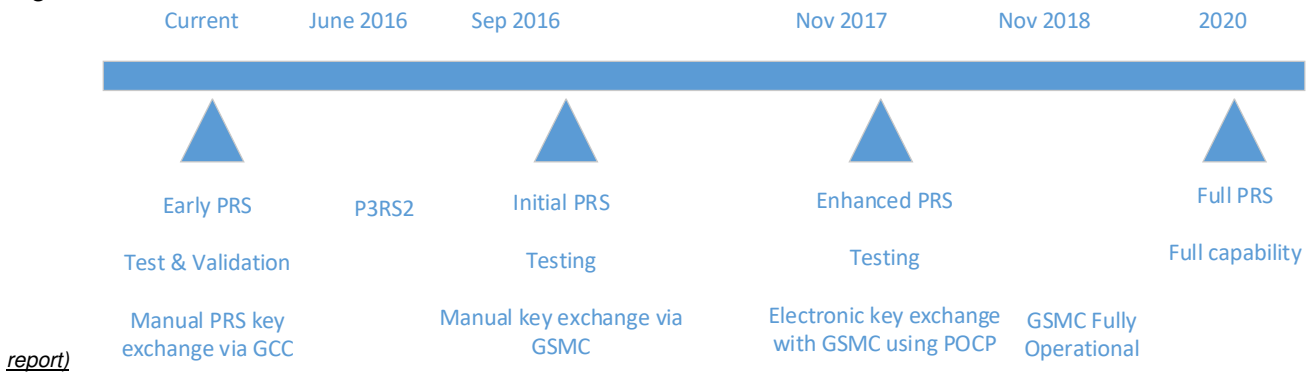 Current June 2016 Sep 2016 Nov 2017 Nov 2018 2020
Early PRS
Test & Validation
Manual PRS key
exchange via GCC
P3RS2
Initial PRS
Testing
Manual key exchange via
GSMC
Enhanced PRS
Testing
Electronic key exchange
with GSMC using POCP
GSMC Fully
Operational
Full PRS
Full capability
report)